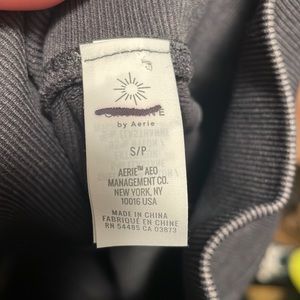 by Aerie
S/P
AERIE™ AEO
MANAGEMENT CO.
NEW YORK, NY
10016 USA
MADE IN CHINA
FABRIQUÉ EN CHINE
RN 54485 CA 03873